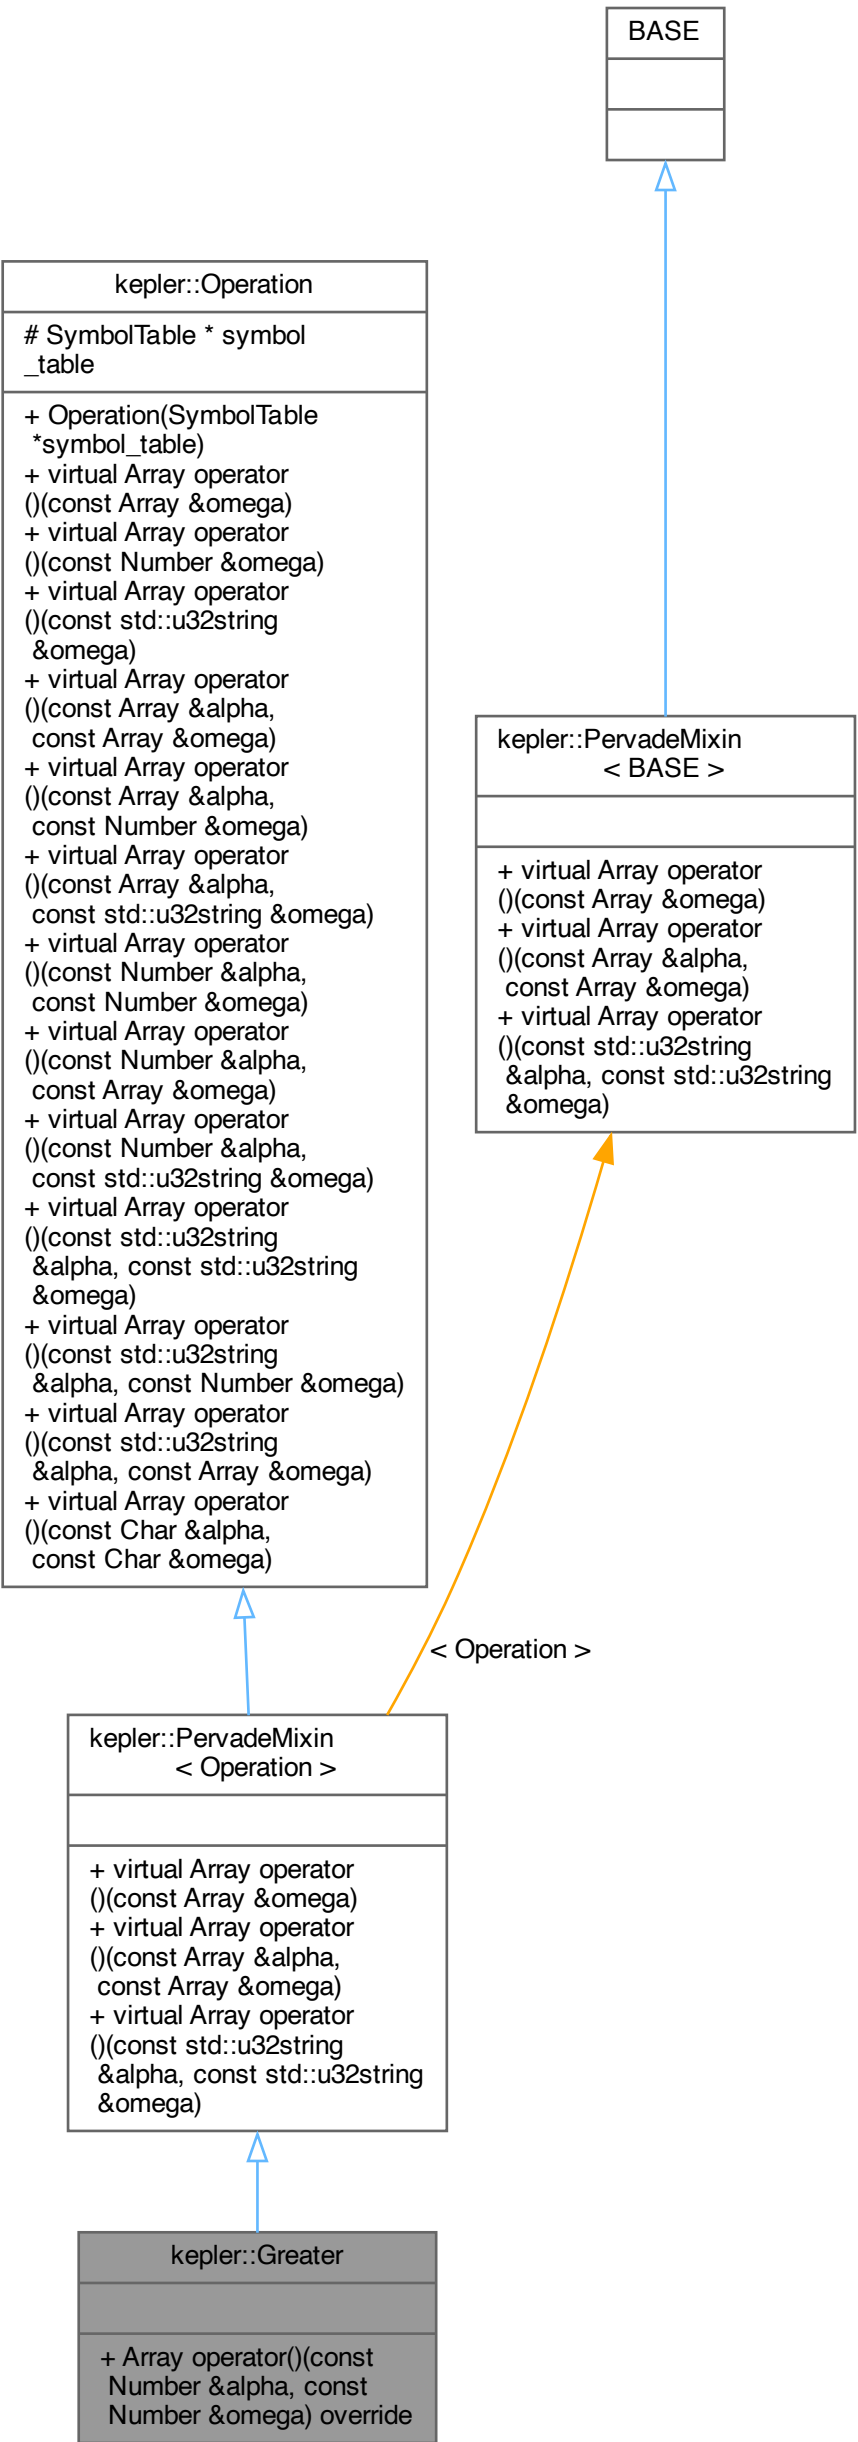 BASE
kepler::Operation
# SymbolTable * symbol
_table
+ Operation(SymbolTable
*symbol_table)
+ virtual Array operator
()(const Array &omega)
+ virtual Array operator
()(const Number &omega)
+ virtual Array operator
()(const std::u32string
&omega)
+ virtual Array operator
()(const Array &alpha,
const Array &omega)
+ virtual Array operator
()(const Array &alpha,
const Number &omega)
+ virtual Array operator
()(const Array &alpha,
const std::u32string &omega)
+ virtual Array operator
()(const Number &alpha,
const Number &omega)
+ virtual Array operator
()(const Number &alpha,
const Array &omega)
+ virtual Array operator
()(const Number &alpha,
const std::u32string &omega)
+ virtual Array operator
()(const std::u32string
&alpha, const std::u32string
&omega)
+ virtual Array operator
()(const std::u32string
&alpha, const Number &omega)
+ virtual Array operator
()(const std::u32string
&alpha, const Array &omega)
+ virtual Array operator
()(const Char &alpha,
const Char &omega)
kepler::PervadeMixin
< BASE >
+ virtual Array operator
()(const Array &omega)
+ virtual Array operator
()(const Array &alpha,
const Array &omega)
+ virtual Array operator
()(const std::u32string
&alpha, const std::u32string
&omega)
< Operation >
kepler::PervadeMixin
< Operation >
+ virtual Array operator
()(const Array &omega)
+ virtual Array operator
()(const Array &alpha,
const Array &omega)
+ virtual Array operator
()(const std::u32string
&alpha, const std::u32string
&omega)
kepler::Greater
+ Array operator()(const
Number &alpha, const
Number &omega) override